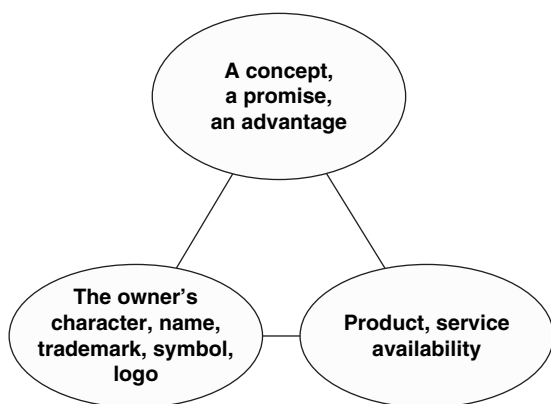 A concept,
a promise,
an advantage
The owner’s
character, name,
trademark, symbol,
logo
Product, service
availability